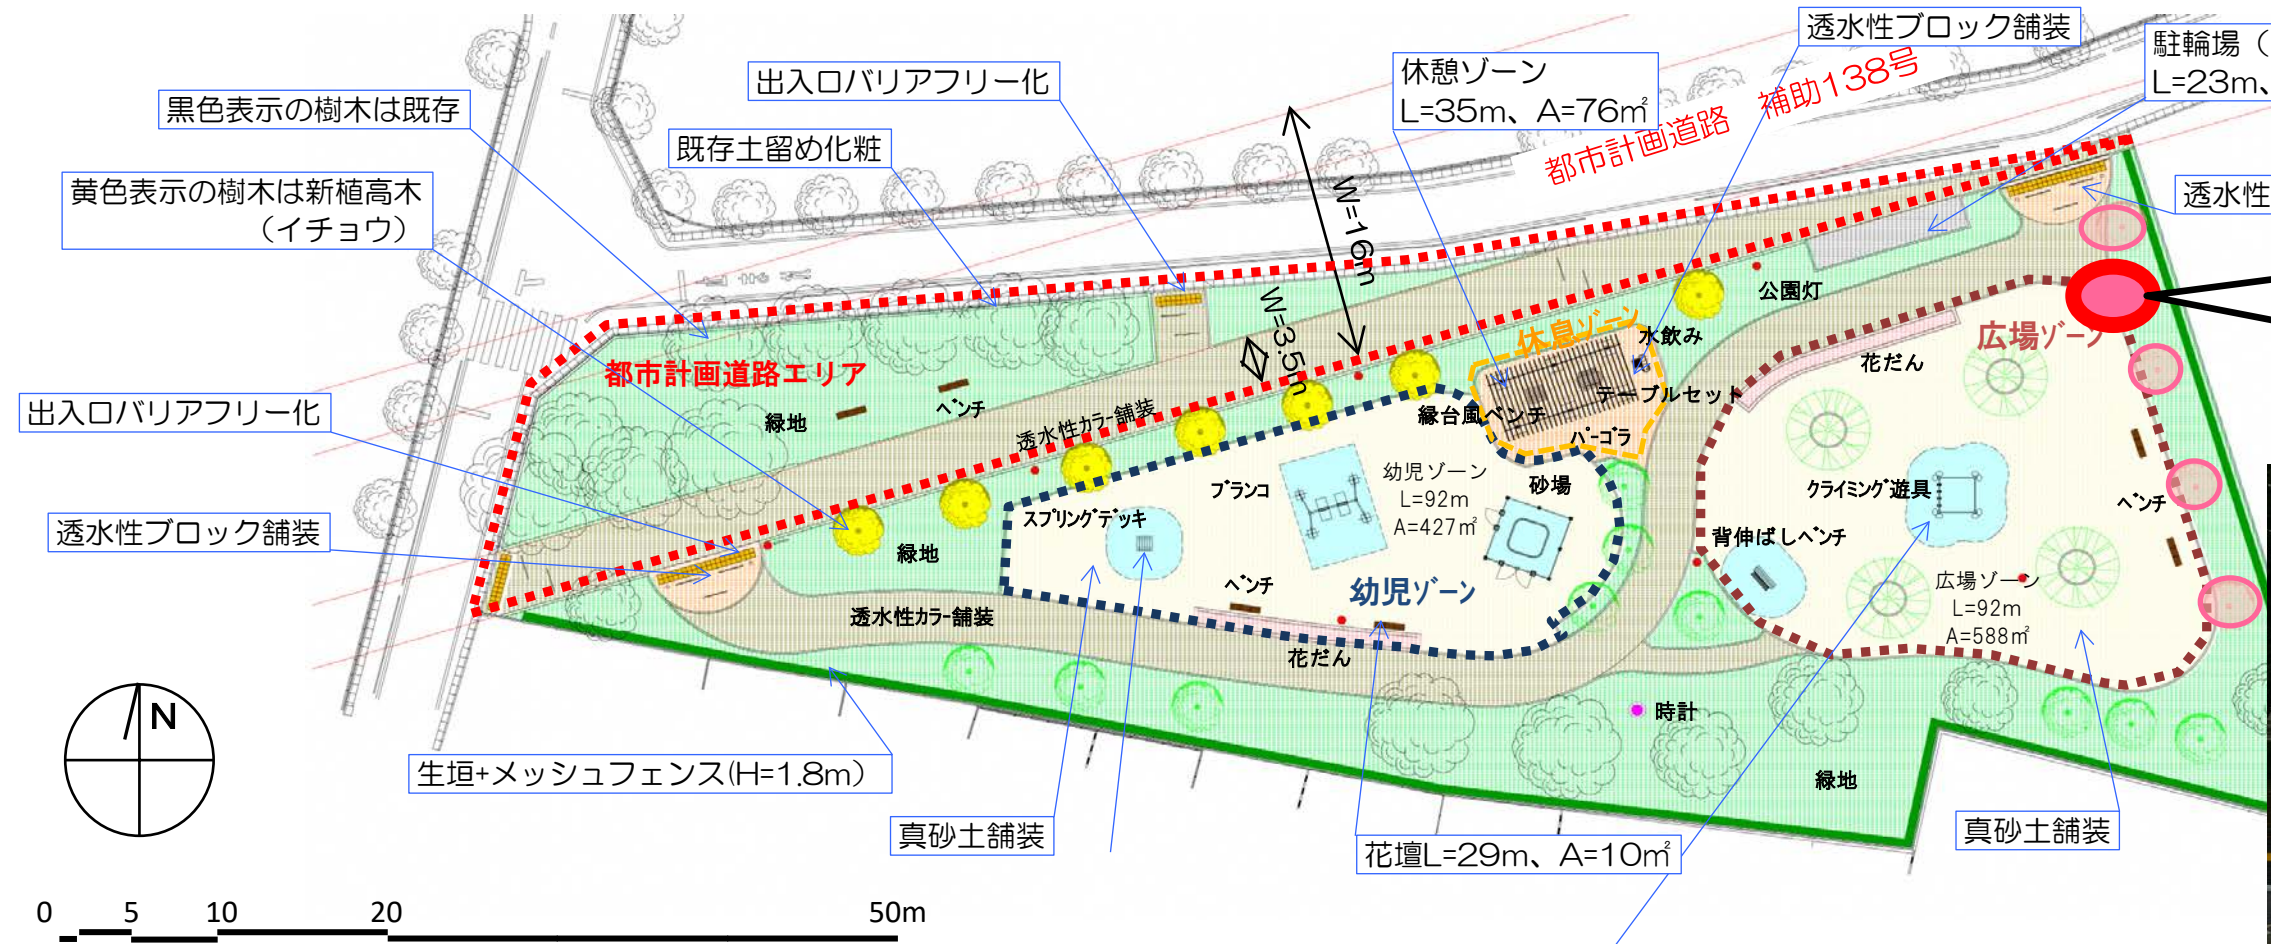 透水性ブロック舗装
駐輪場（
L=23m、
休憩ゾーン
L=35m、A=76㎡
出入口バリアフリー化
黒色表示の樹木は既存
既存土留め化粧
都市計画道路　補助138号
黄色表示の樹木は新植高木
（イチョウ）
透水性
W=16m
W=3.5m
公園灯
休息ゾーン
水飲み
広場ゾーン
花だん
都市計画道路エリア
テーブルセット
出入口バリアフリー化
緑地
ベンチ
透水性カラー舗装
縁台風ベンチ
パーゴラ
幼児ゾーン
L=92m
A=427㎡
砂場
ブランコ
クライミング遊具
ベンチ
スプリングデッキ
透水性ブロック舗装
緑地
背伸ばしベンチ
ベンチ
幼児ゾーン
広場ゾーン
L=92m
A=588㎡
透水性カラー舗装
花だん
時計
N
生垣+メッシュフェンス(H=1.8m）
緑地
真砂土舗装
真砂土舗装
花壇L=29m、A=10㎡
0 5 10 20 50m